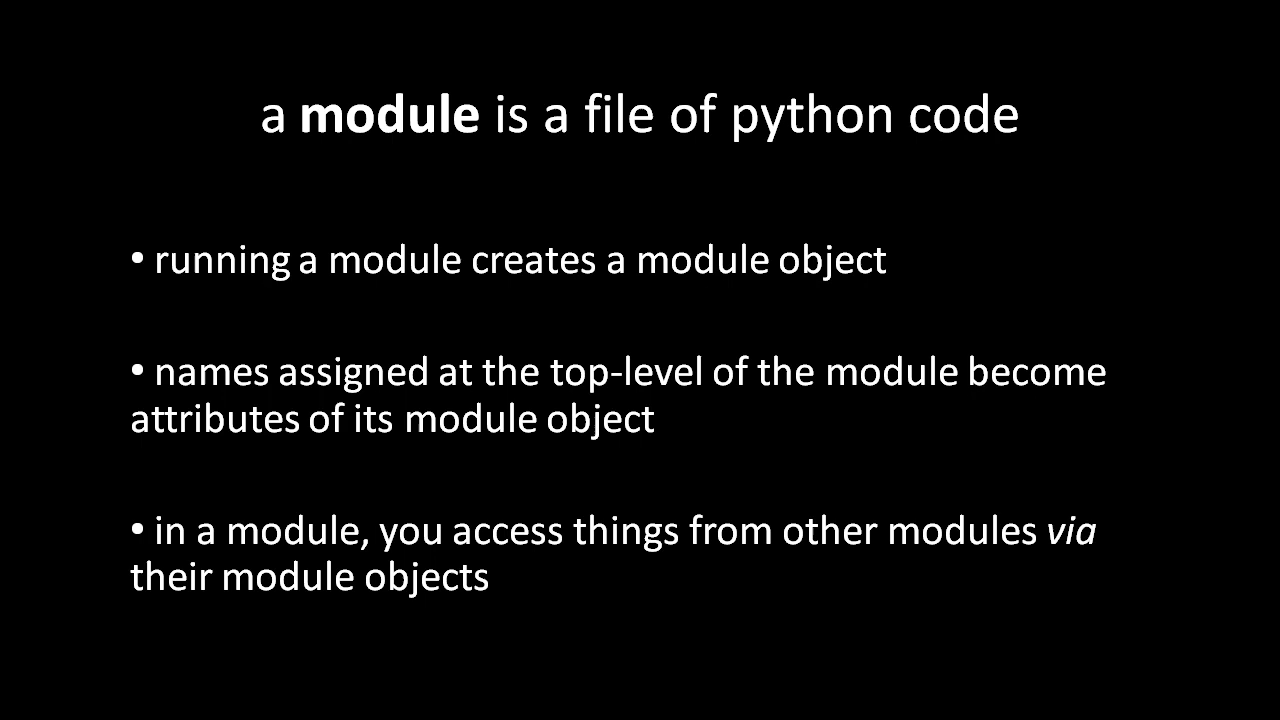 a module is a file of python code
• running a module creates a module object
• names assigned at the top-level of the module become
attributes of its module object
• in a module, you access things from other modules via
their module objects